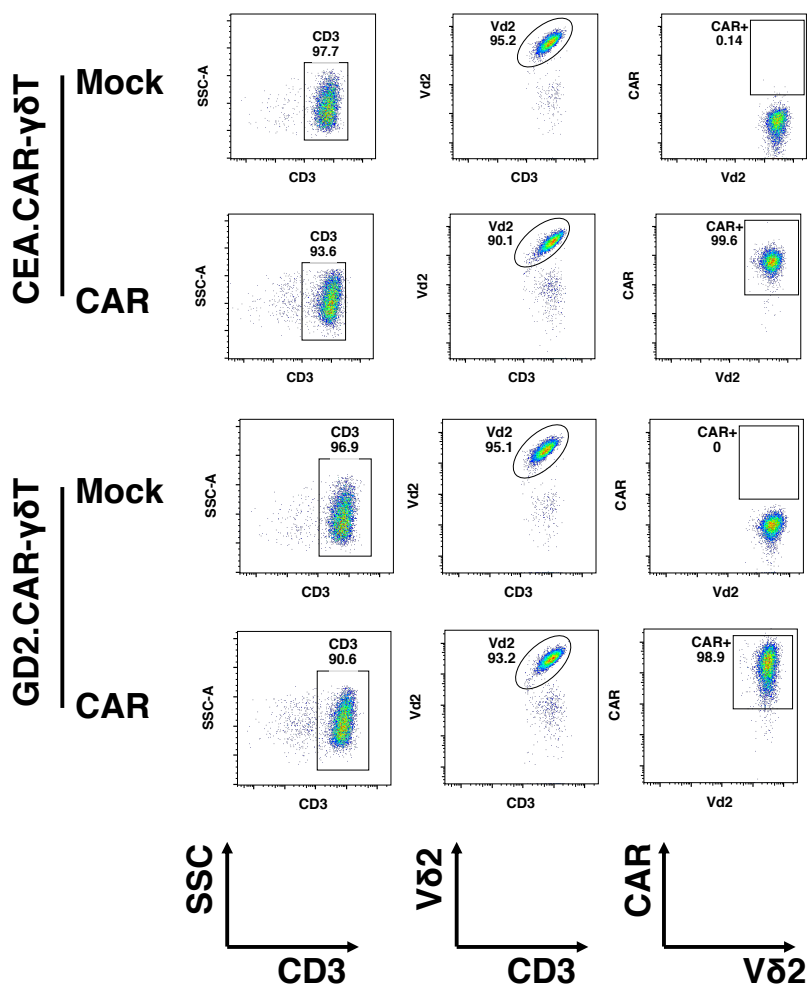 CEA.CAR-γδT
Mock
SSC-A
CD3
97.7
CD3
Vd2
Vd2
95.2
CD3
CAR
CAR+
0.14
Vd2
CAR
SSC-A
CD3
93.6
CD3
Vd2
Vd2
90.1
CD3
CAR
CAR+
99.6
Vd2
GD2.CAR-γδT
Mock
SSC-A
CD3
96.9
CD3
Vd2
Vd2
95.1
CD3
CAR
CAR+
0
Vd2
CAR
SSC-A
CD3
90.6
CD3
Vd2
Vd2
93.2
CD3
CAR
CAR+
98.9
Vd2
SSC
CD3
Vδ2
CD3
CAR
Vδ2